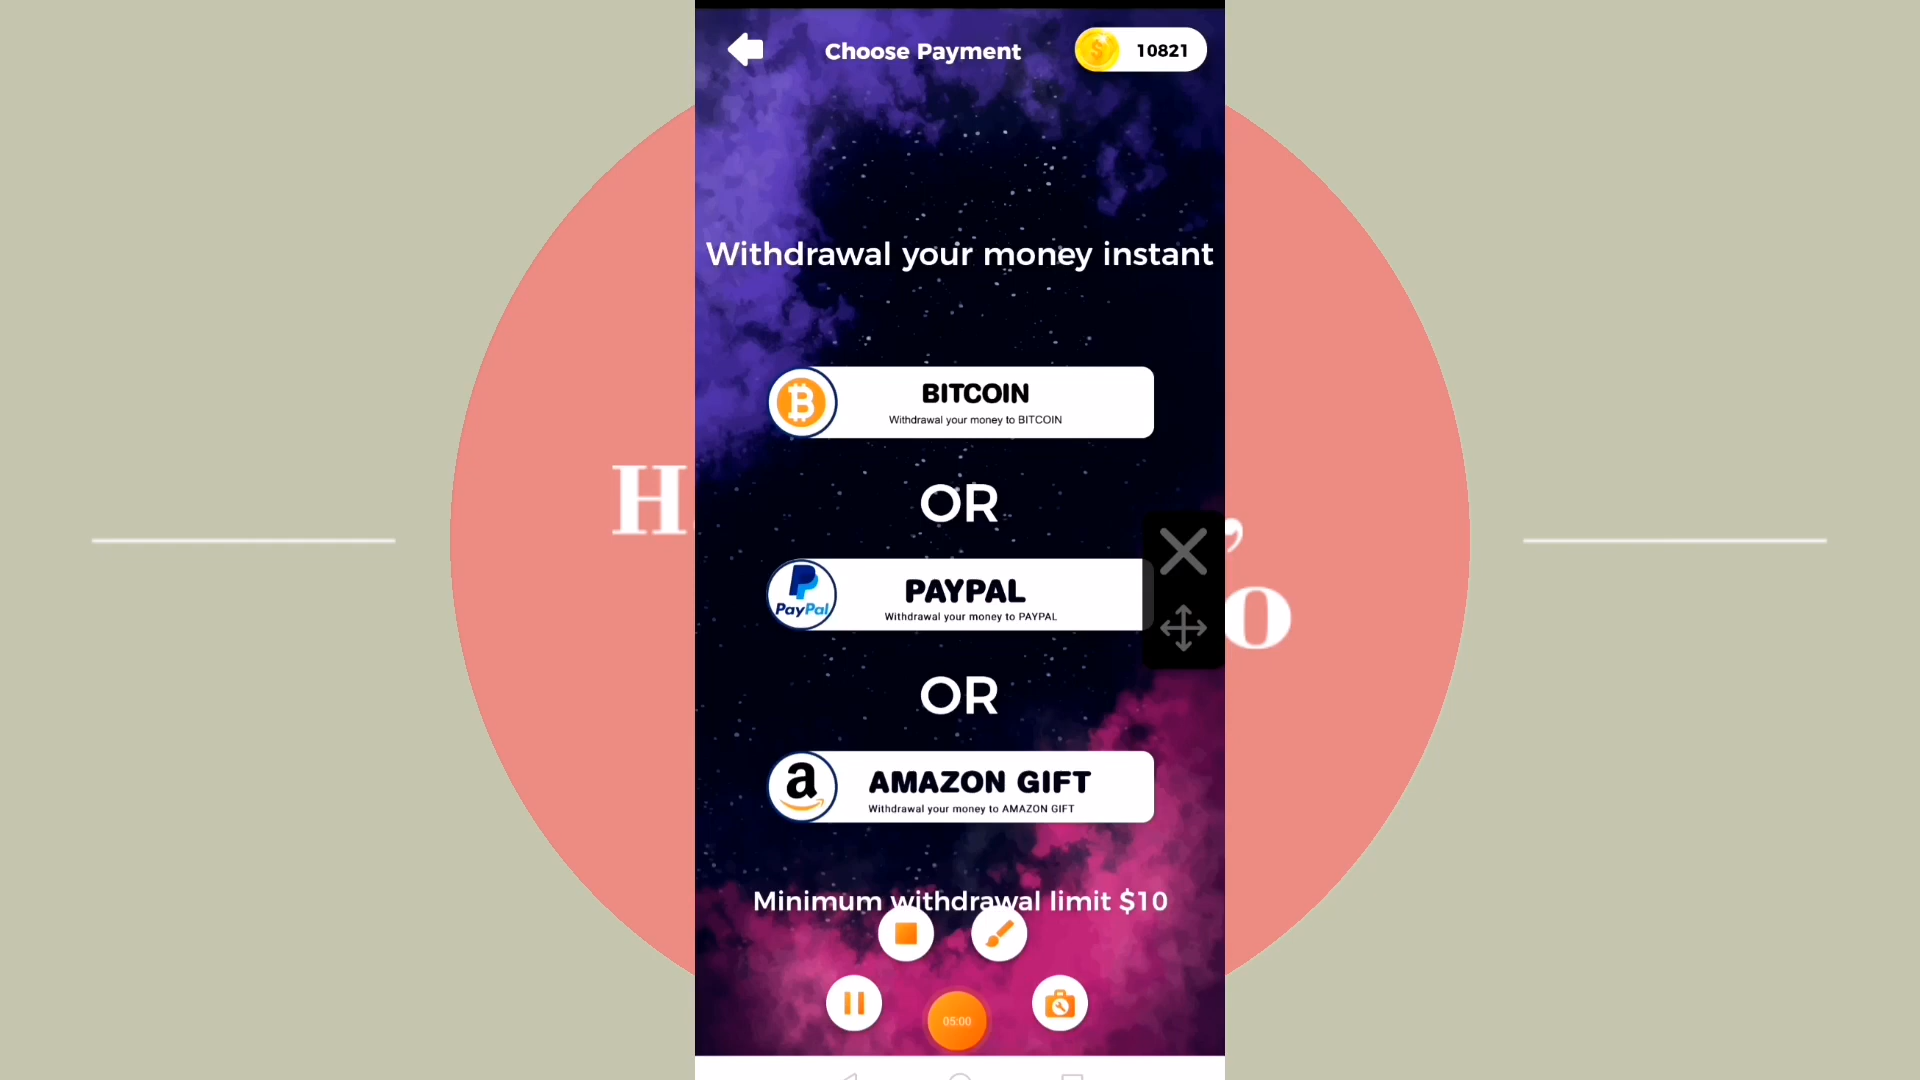 Choose Payment
10821
Withdrawal your money instant
BITCOIN
Withdrawal your money to BITCOIN
OR
PayPal
PAYPAL
Withdrawal your money to PAYPAL
OR
AMAZON GIFT
Withdrawal your money to AMAZON GIFT
Minimum withdrawal limit $10
05:00